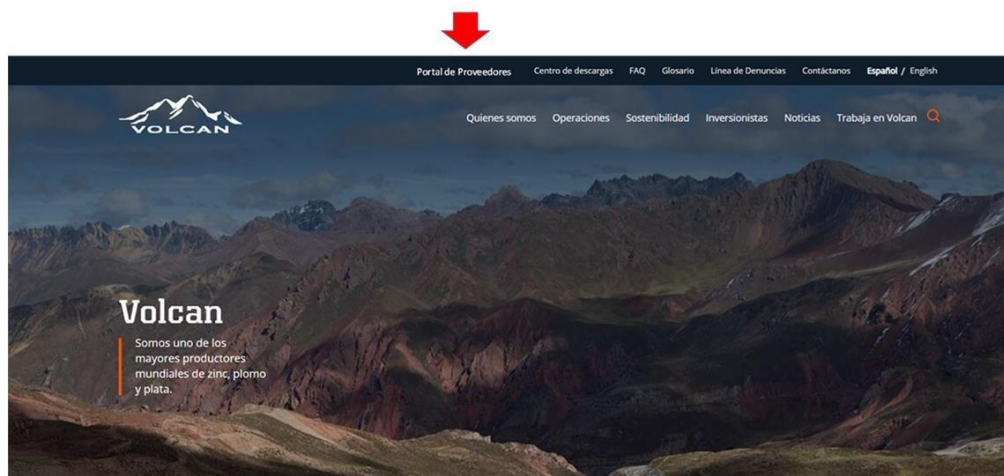 Portal de Proveedores Centro de descargas FAQ Glosario Línea de Denuncias Contáctanos Español / English
VOLCAN
Quienes somos Operaciones Sostenibilidad Inversionistas Noticias Trabaja en Volcan
Volcan
Somos uno de los
mayores productores
mundiales de zinc, plomo
y plata.